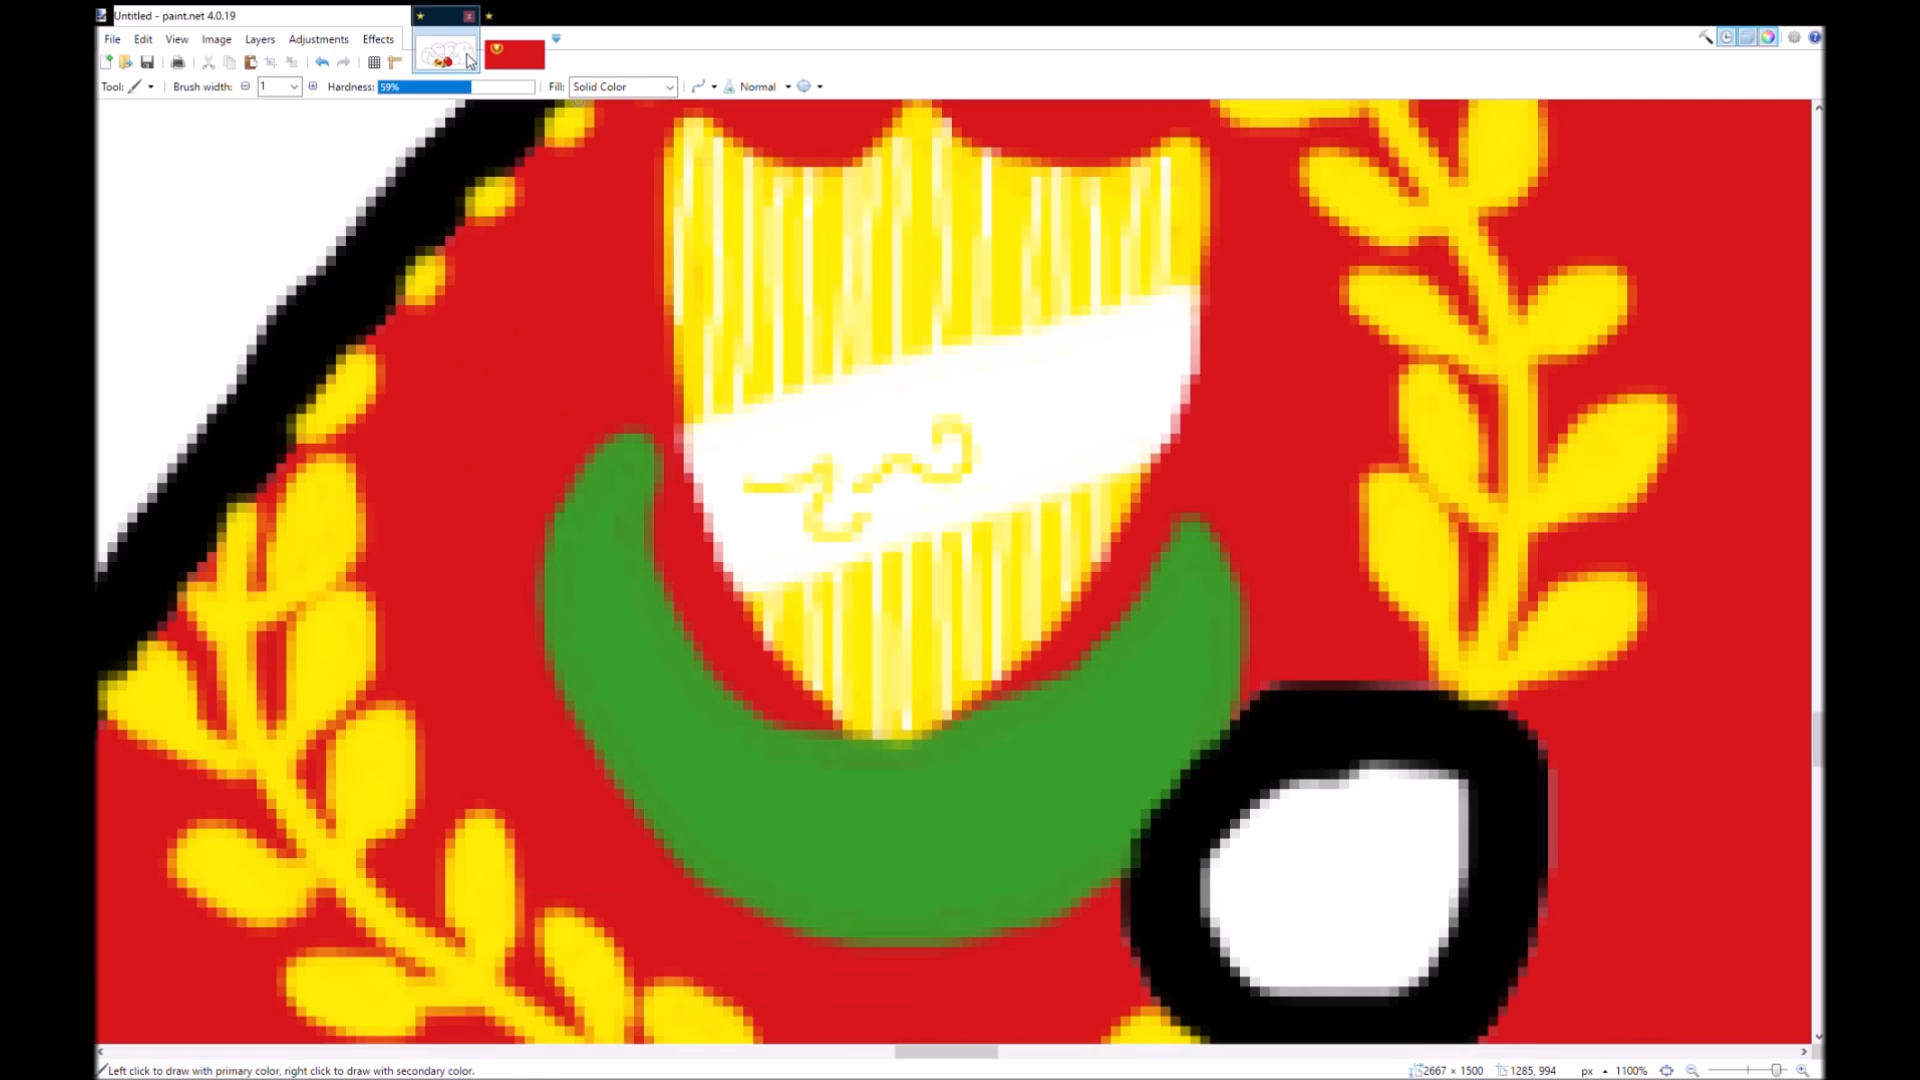 Untitled - paint.net 4.0.19
File Edit View Image Layers Adjustments Effects
Tool: Brush width: 1 Hardness: 59% Fill: Solid Color Normal
Left click to draw with primary color, right click to draw with secondary color. 2667 × 1500 1285, 994 px 1100%